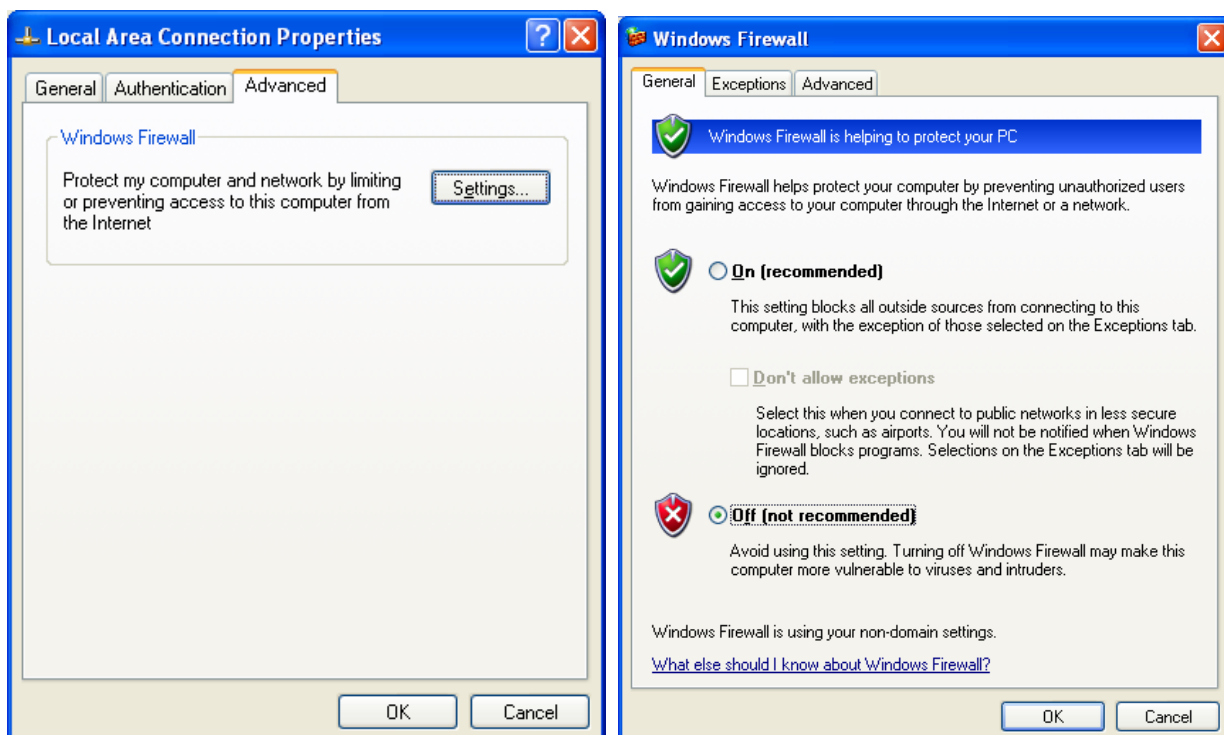 Local Area Connection Properties
?
General Authentication Advanced
Windows Firewall
Protect my computer and network by limiting
or preventing access to this computer from
the Internet
Settings...
OK Cancel
Windows Firewall
General Exceptions Advanced
Windows Firewall is helping to protect your PC
Windows Firewall helps protect your computer by preventing unauthorized users
from gaining access to your computer through the Internet or a network.
On (recommended)
This setting blocks all outside sources from connecting to this
computer, with the exception of those selected on the Exceptions tab.
Don't allow exceptions
Select this when you connect to public networks in less secure
locations, such as airports. You will not be notified when Windows
Firewall blocks programs. Selections on the Exceptions tab will be
ignored.
Off (not recommended)
Avoid using this setting. Turning off Windows Firewall may make this
computer more vulnerable to viruses and intruders.
Windows Firewall is using your non-domain settings.
What else should I know about Windows Firewall?
OK Cancel